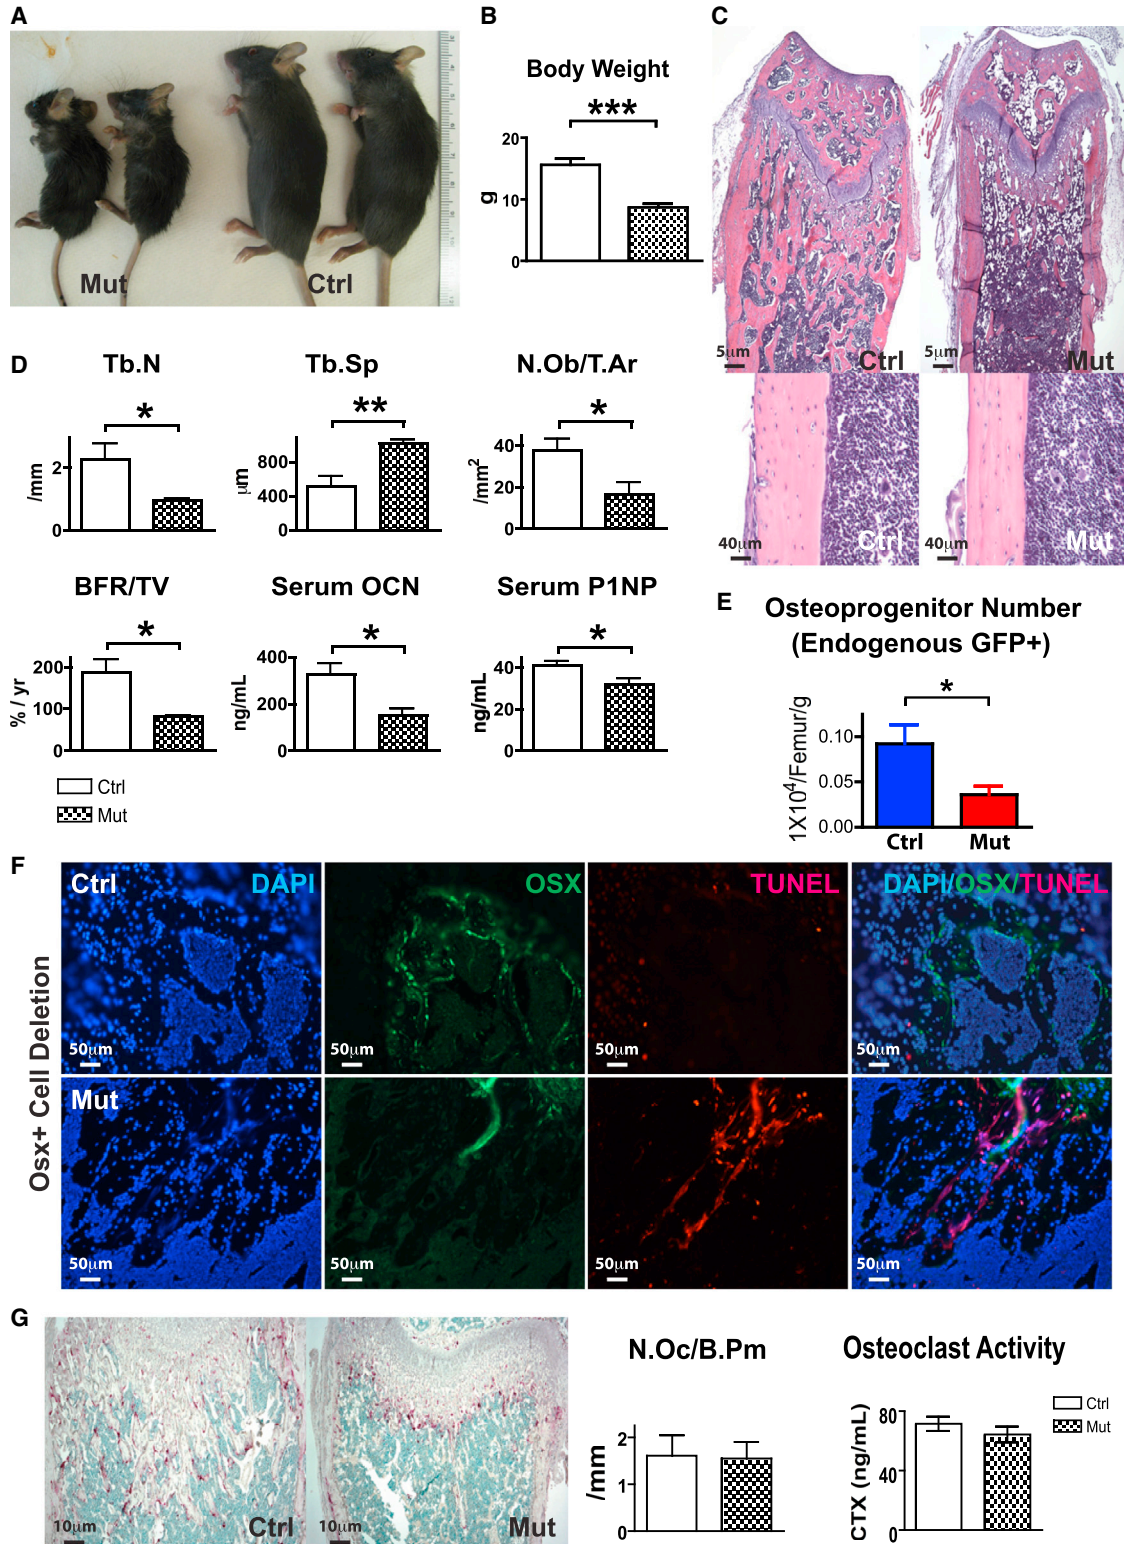 A
Mut
Ctrl
B
Body Weight
***
20
10
0
g
C
5µm
Ctrl
5µm
Mut
40µm
Ctrl
40µm
Mut
D
Tb.N
*
2
0
/mm
Tb.Sp
**
800
400
0
µm
N.Ob/T.Ar
*
40
20
0
/mm²
BFR/TV
*
200
100
0
% / yr
Serum OCN
*
400
200
0
ng/mL
Serum P1NP
*
40
20
0
ng/mL
Ctrl
Mut
E
Osteoprogenitor Number
(Endogenous GFP+)
*
0.10
0.05
0.00
1X10⁴/Femur/g
Ctrl
Mut
F
Osx+ Cell Deletion
Ctrl
DAPI
OSX
TUNEL
DAPI/OSX/TUNEL
50µm
50µm
50µm
50µm
Mut
50µm
50µm
50µm
50µm
G
10µm
Ctrl
10µm
Mut
N.Oc/B.Pm
2
1
0
/mm
Osteoclast Activity
80
40
0
CTX (ng/mL)
Ctrl
Mut